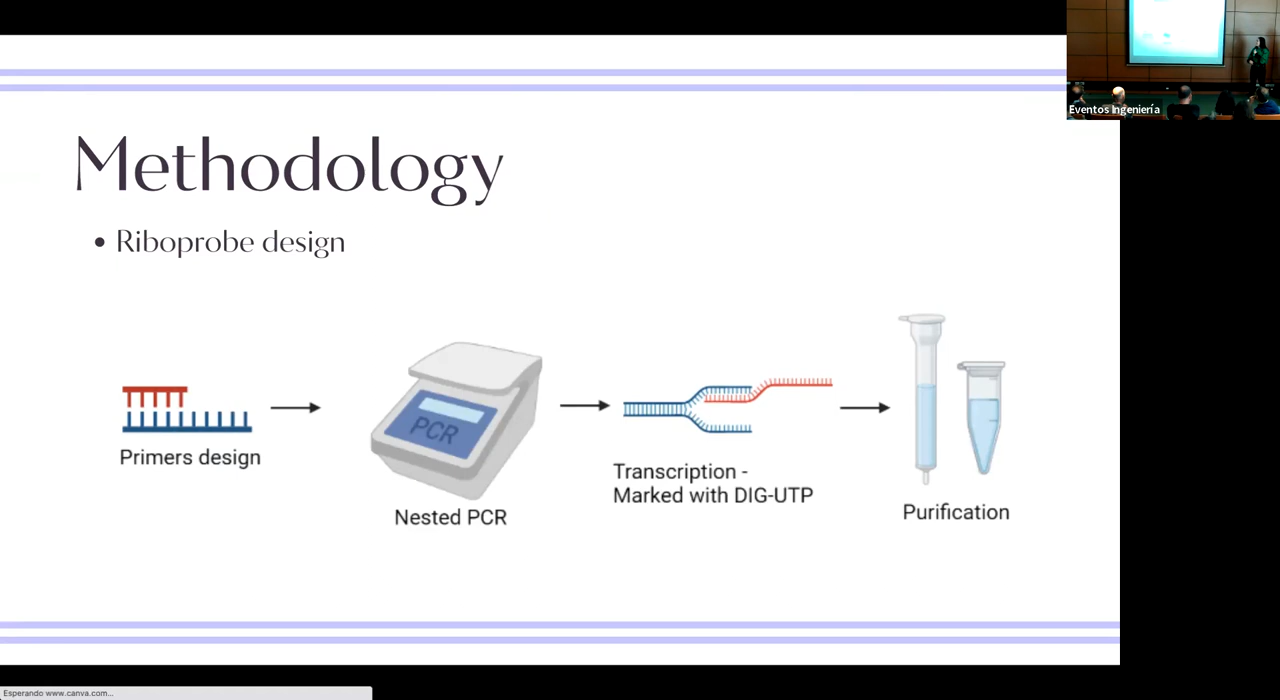 Eventos Ingeniería
Methodology
• Riboprobe design
PCR
Primers design
Nested PCR
Transcription -
Marked with DIG-UTP
Purification
Esperando www.canva.com...